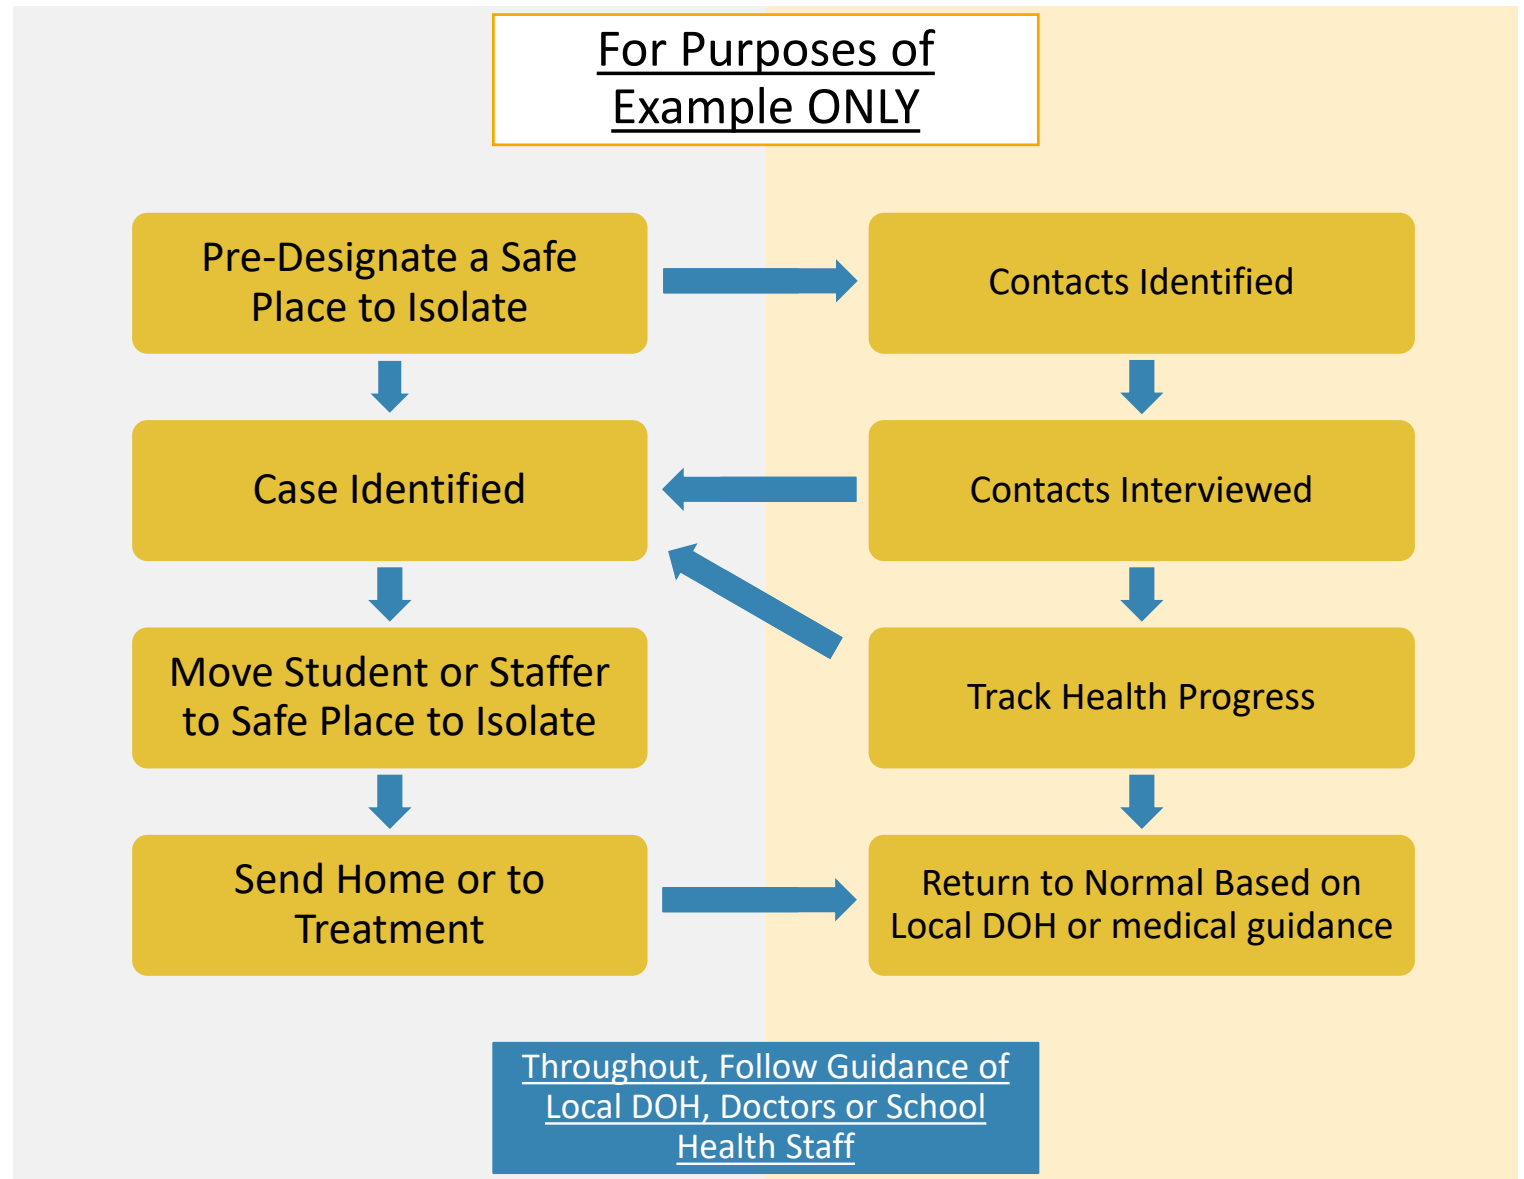 For Purposes of
Example ONLY
Pre-Designate a Safe
Place to Isolate
Contacts Identified
Case Identified
Contacts Interviewed
Move Student or Staffer
to Safe Place to Isolate
Track Health Progress
Send Home or to
Treatment
Return to Normal Based on
Local DOH or medical guidance
Throughout, Follow Guidance of
Local DOH, Doctors or School
Health Staff